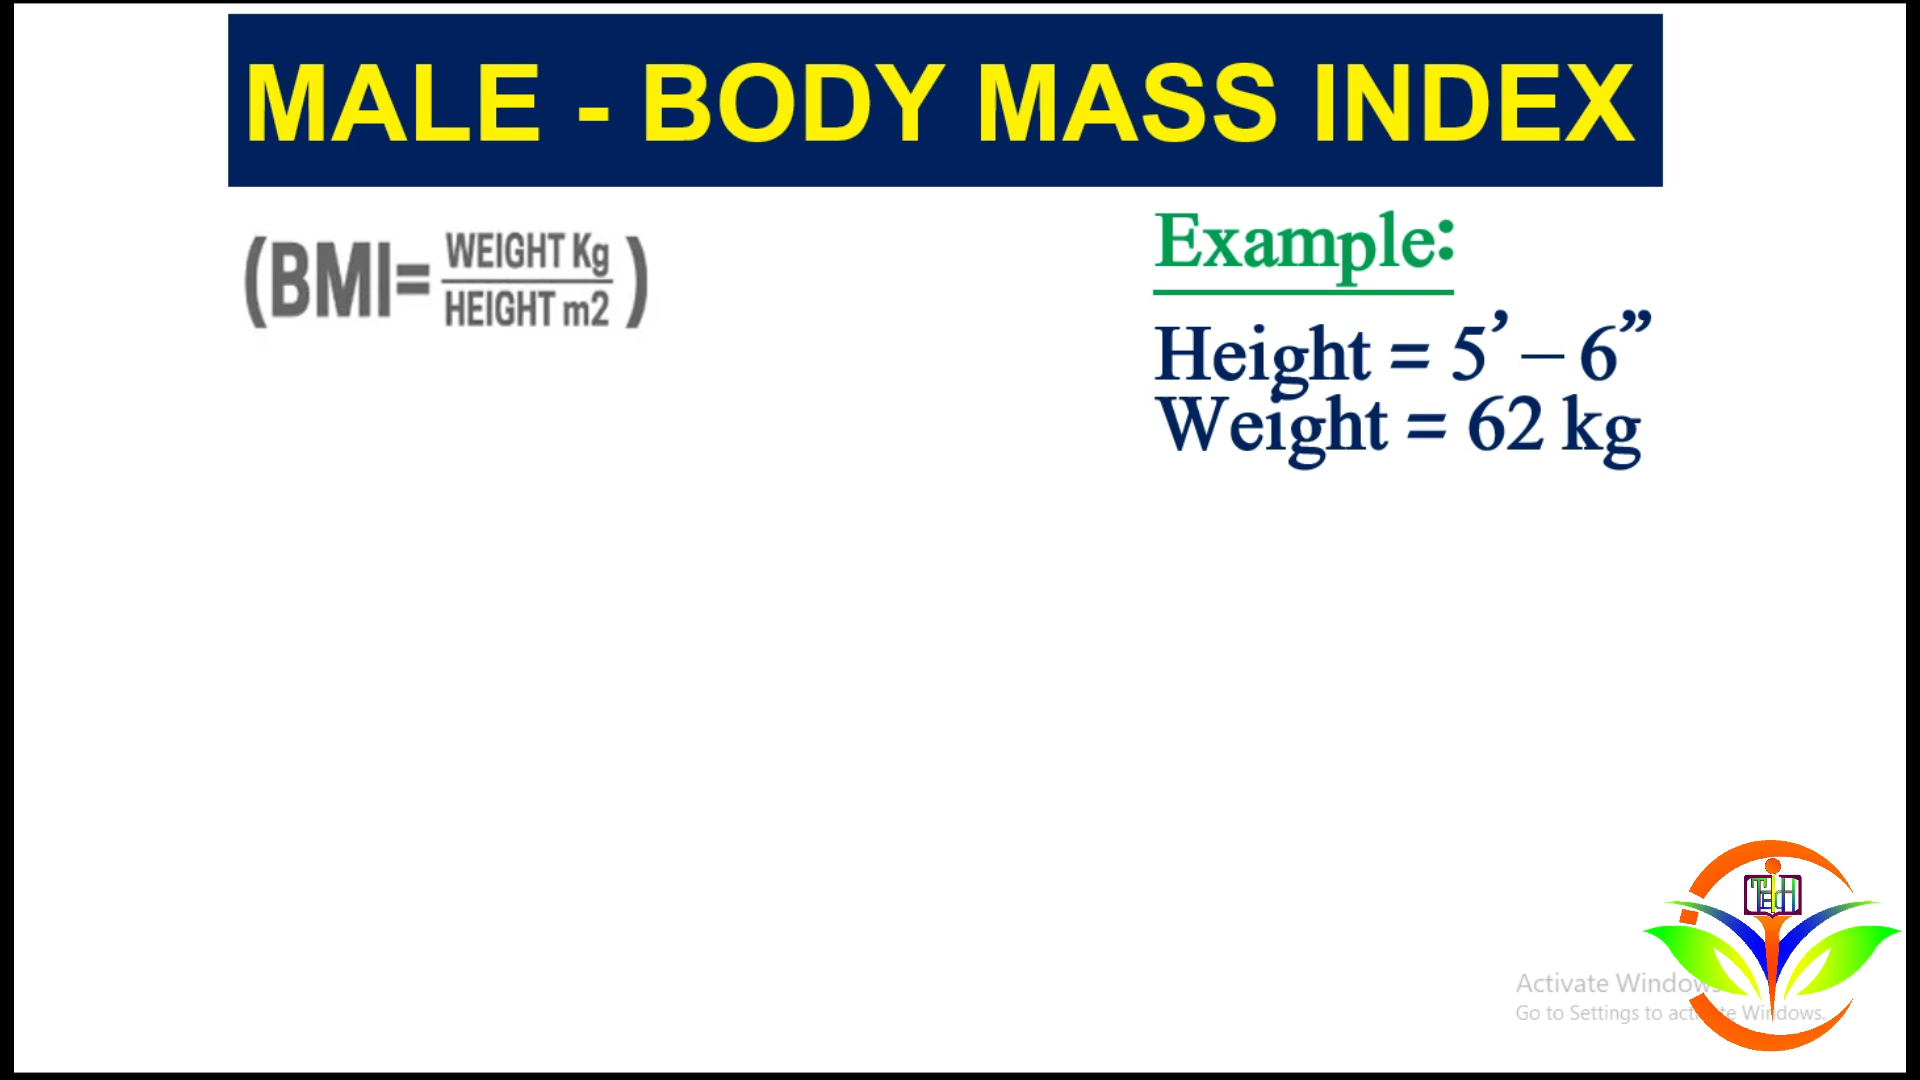 MALE - BODY MASS INDEX
(BMI= WEIGHT Kg
HEIGHT m2 )
Example:
Height = 5’ – 6”
Weight = 62 kg
TECH
Activate Windows
Go to Settings to activate Windows.